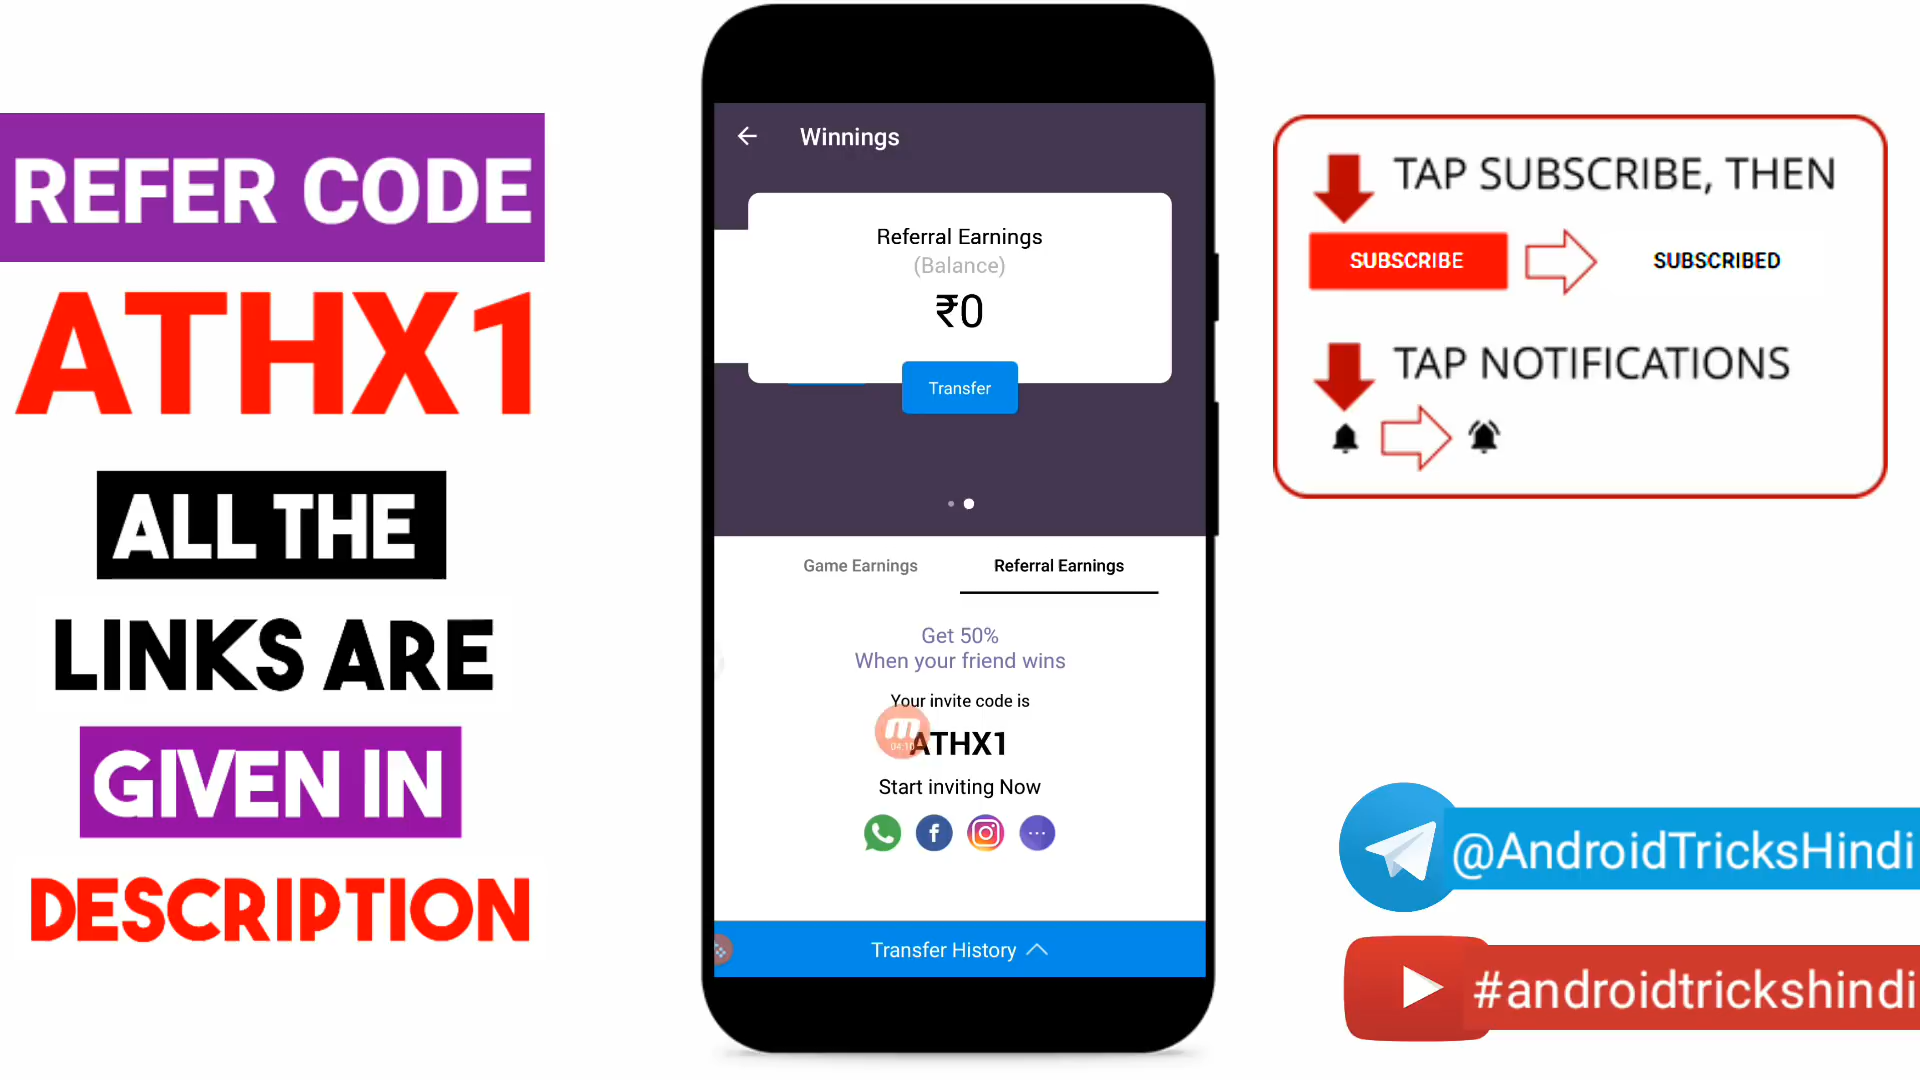 REFER CODE
ATHX1
ALL THE
LINKS ARE
GIVEN IN
DESCRIPTION
Winnings
Referral Earnings
(Balance)
₹0
Transfer
Game Earnings
Referral Earnings
Get 50%
When your friend wins
Your invite code is
ATHX1
Start inviting Now
Transfer History
TAP SUBSCRIBE, THEN
SUBSCRIBE
SUBSCRIBED
TAP NOTIFICATIONS
@AndroidTricksHindi
#androidtrickshindi